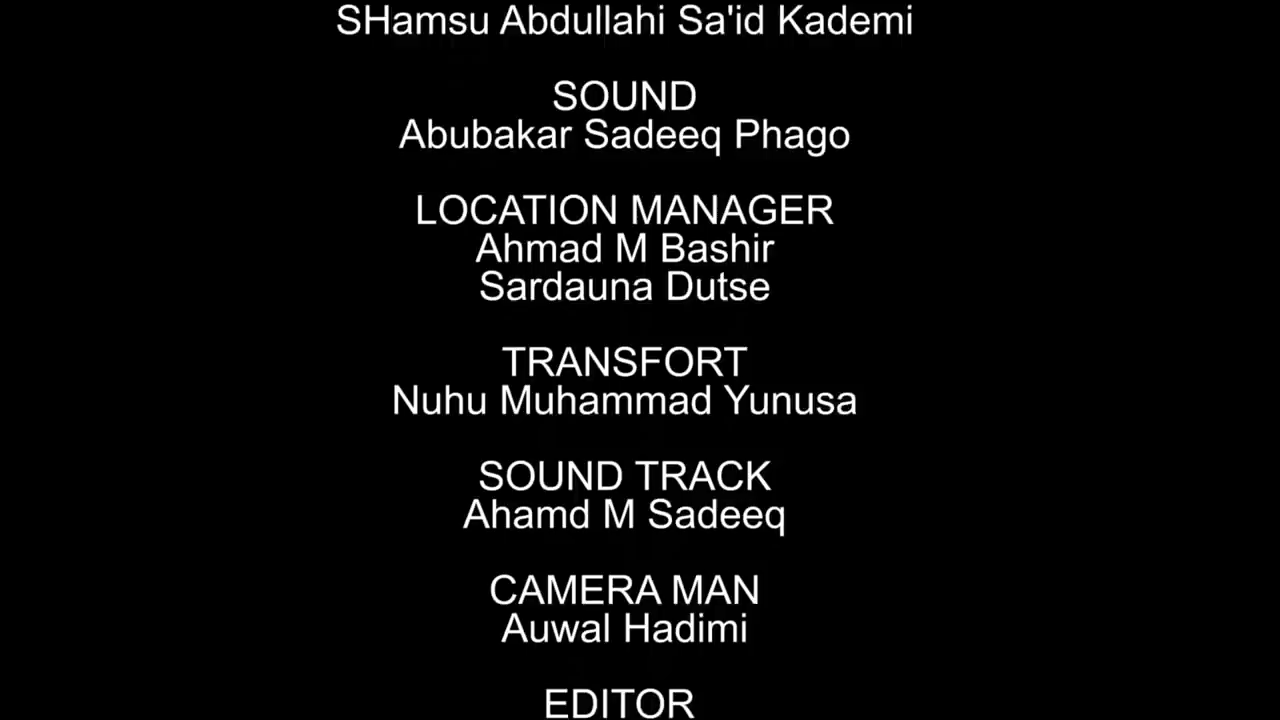 SHamsu Abdullahi Sa'id Kademi
SOUND
Abubakar Sadeeq Phago
LOCATION MANAGER
Ahmad M Bashir
Sardauna Dutse
TRANSFORT
Nuhu Muhammad Yunusa
SOUND TRACK
Ahamd M Sadeeq
CAMERA MAN
Auwal Hadimi
EDITOR